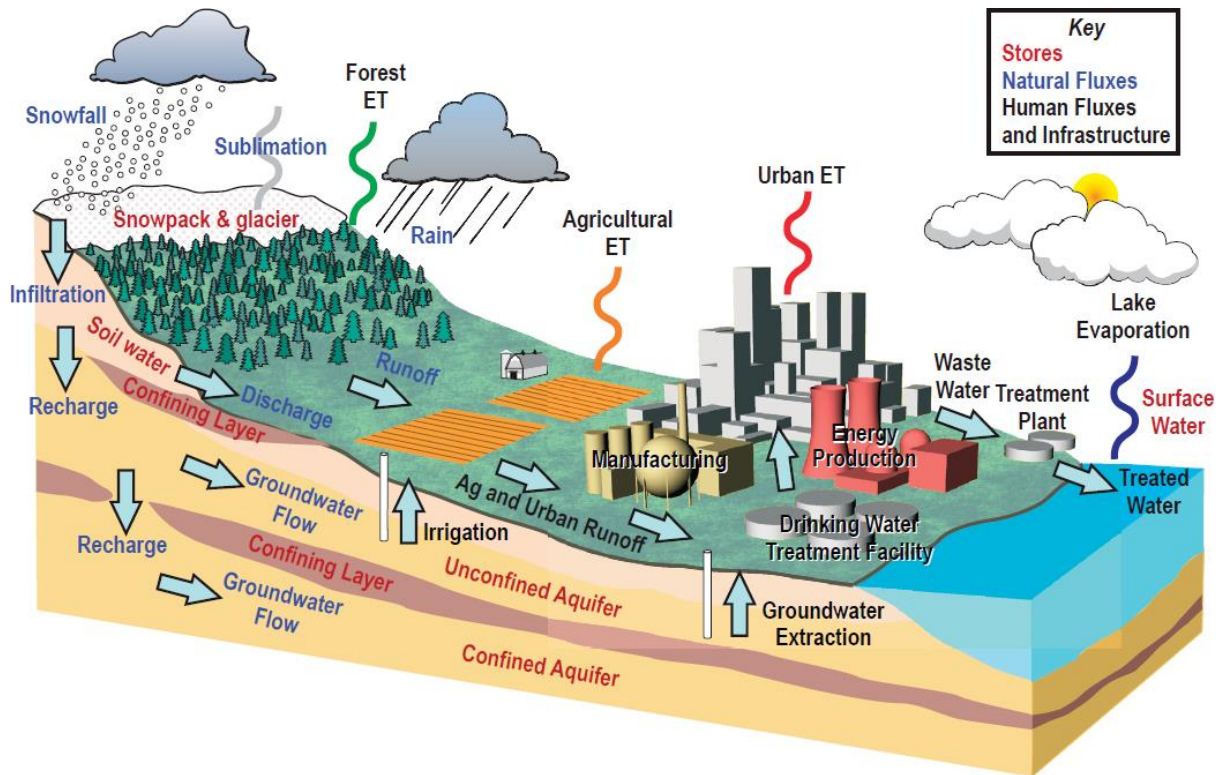 Key
Stores
Natural Fluxes
Human Fluxes
and Infrastructure
Snowfall
Sublimation
Forest
ET
Snowpack & glacier
Rain
Urban ET
Agricultural
ET
Infiltration
Lake
Evaporation
Soil water
Runoff
Recharge
Confining Layer
Discharge
Waste
Water
Treatment
Plant
Surface
Water
Energy
Production
Manufacturing
Treated
Water
Groundwater
Flow
Irrigation
Ag and Urban Runoff
Drinking Water
Treatment Facility
Recharge
Confining Layer
Unconfined Aquifer
Groundwater
Flow
Groundwater
Extraction
Confined Aquifer